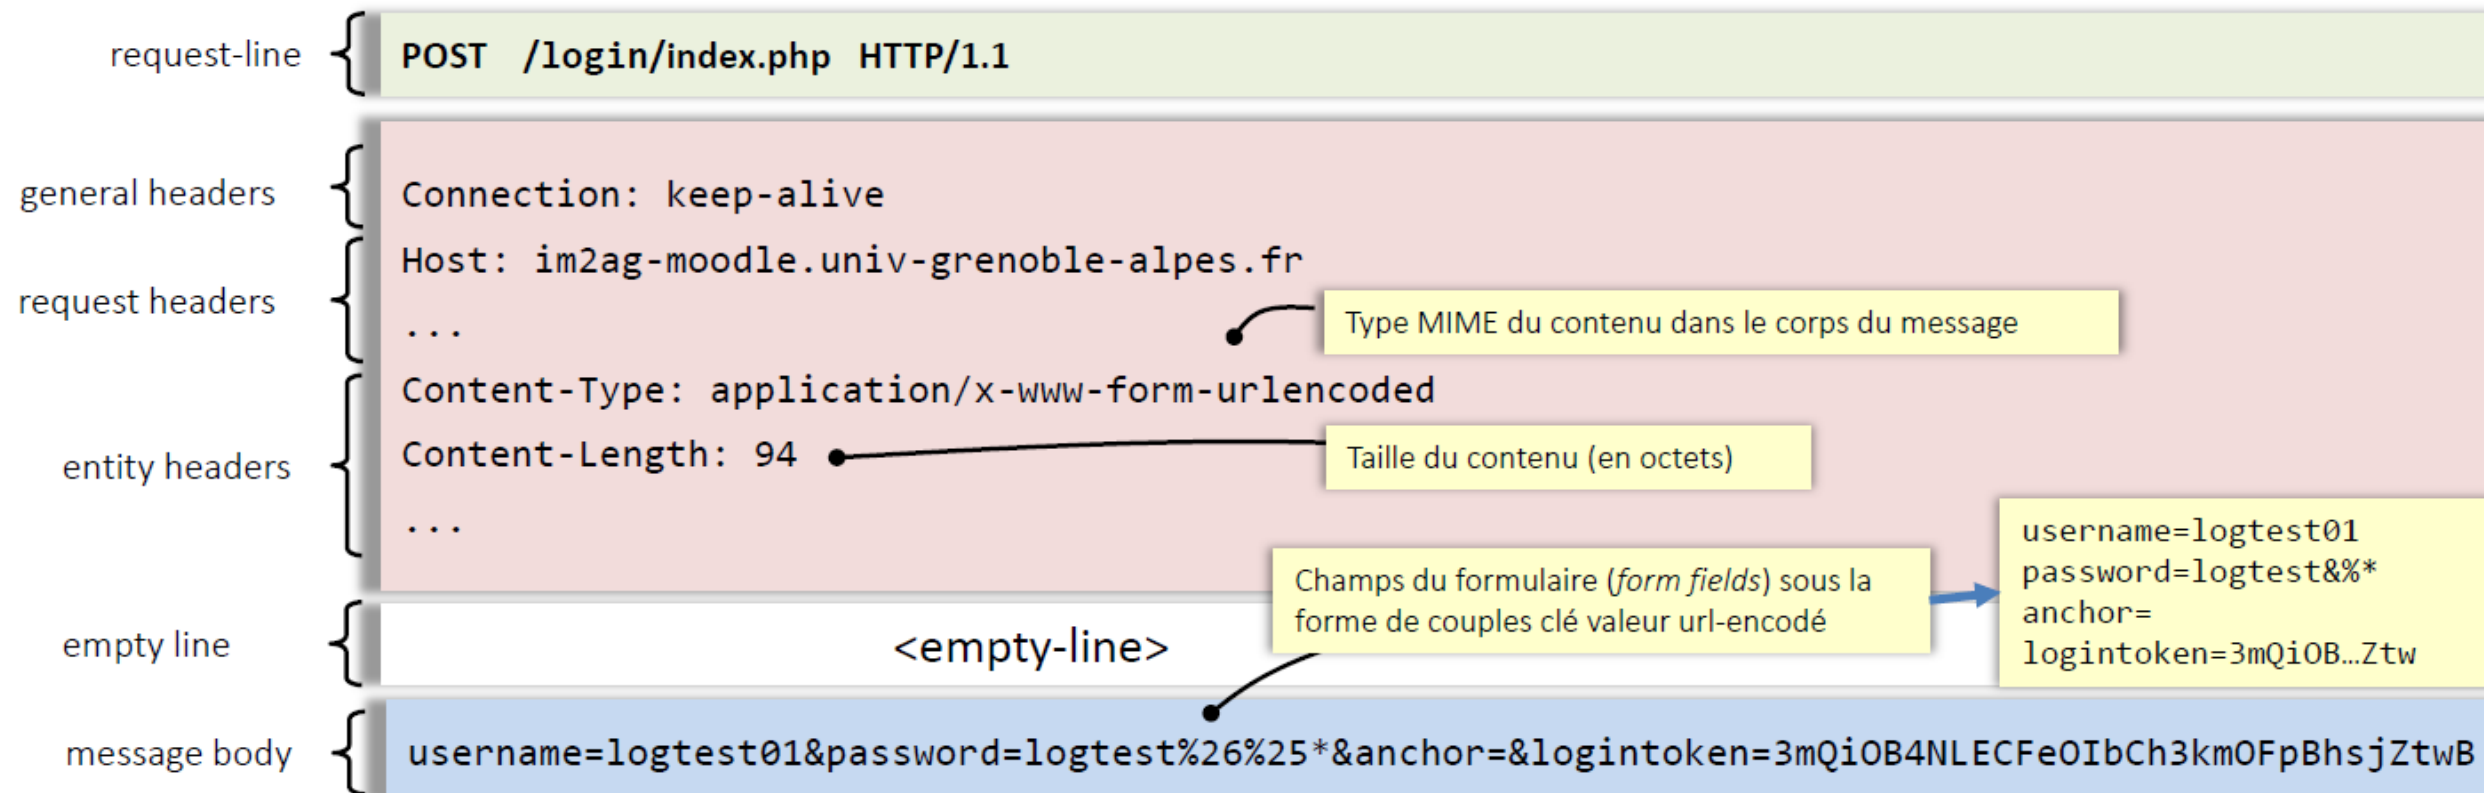 request-line
POST /login/index.php HTTP/1.1
general headers
Connection: keep-alive
request headers
Host: im2ag-moodle.univ-grenoble-alpes.fr
...
Type MIME du contenu dans le corps du message
entity headers
Content-Type: application/x-www-form-urlencoded
Content-Length: 94
Taille du contenu (en octets)
...
Champs du formulaire (form fields) sous la
forme de couples clé valeur url-encodé
username=logtest01
password=logtest&%*
anchor=
logintoken=3mQiOB…Ztw
empty line
<empty-line>
message body
username=logtest01&password=logtest%26%25*&anchor=&logintoken=3mQiOB4NLECFeOIbCh3kmOFpBhsjZtwB